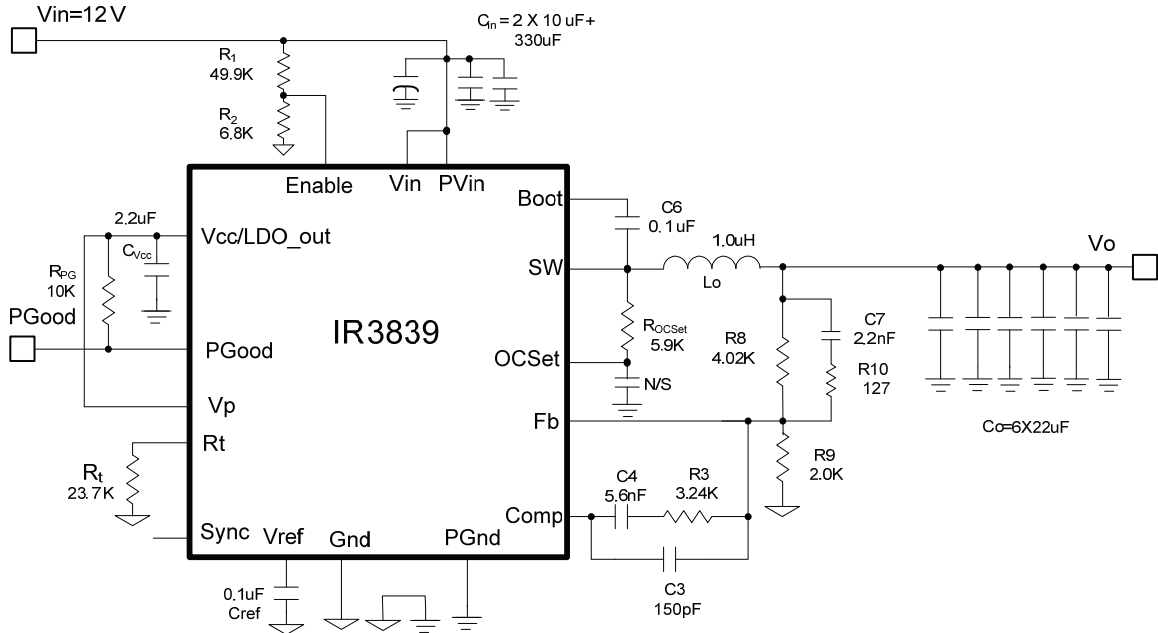 Vin=12V
CIn = 2 X 10 uF+
330uF
R1
49.9K
R2
6.8K
Enable
Vin
PVin
Boot
C6
0.1uF
2.2uF
Vcc/LDO_out
CVcc
RPG
10K
1.0uH
Lo
Vo
SW
PGood
PGood
IR3839
ROCSet
5.9K
OCSet
N/S
R8
4.02K
C7
2.2nF
R10
127
Vp
Fb
Co=6X22uF
Rt
Rt
23.7K
R9
2.0K
C4
5.6nF
R3
3.24K
Comp
Sync
Vref
Gnd
PGnd
0.1uF
Cref
C3
150pF